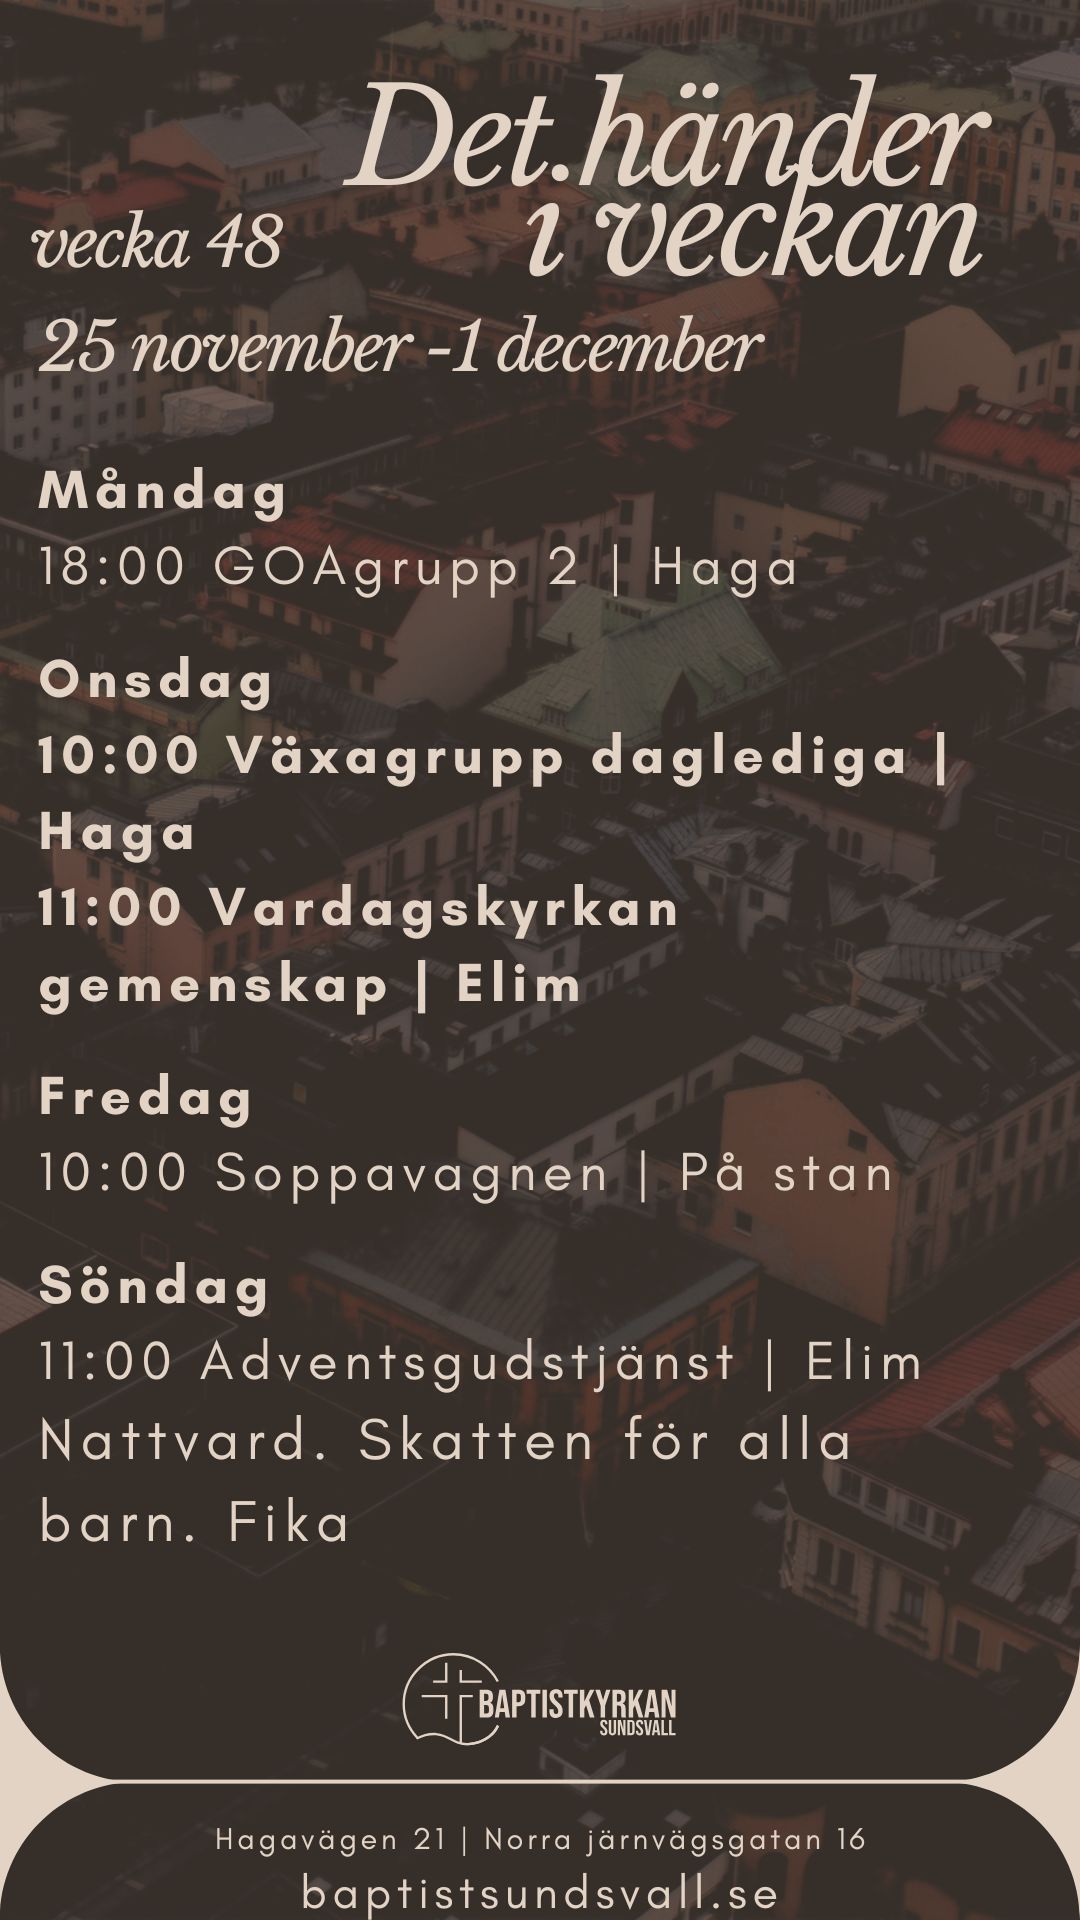 Det.händer
i veckan
vecka 48
25 november -1 december
Måndag
18:00 GOAgrupp 2 | Haga
Onsdag
10:00 Växagrupp daglediga |
Haga
11:00 Vardagskyrkan
gemenskap | Elim
Fredag
10:00 Soppavagnen | På stan
Söndag
11:00 Adventsgudstjänst | Elim
Nattvard. Skatten för alla
barn. Fika
BAPTISTKYRKAN
SUNDSVALL
Hagavägen 21 | Norra järnvägsgatan 16
baptistsundsvall.se